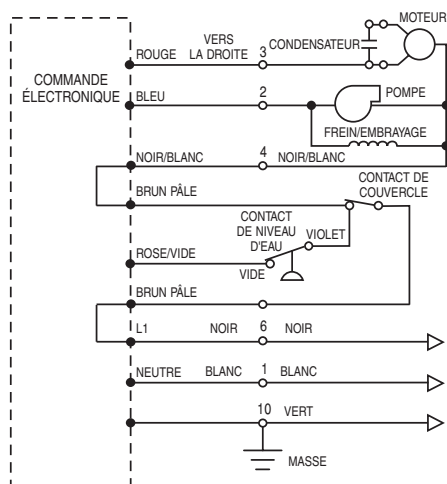 MOTEUR
CONDENSATEUR
VERS
LA DROITE
ROUGE
3
COMMANDE
ÉLECTRONIQUE
BLEU
2
POMPE
FREIN/EMBRAYAGE
NOIR/BLANC
4
NOIR/BLANC
BRUN PÂLE
CONTACT DE
COUVERCLE
CONTACT
DE NIVEAU
D'EAU
VIOLET
ROSE/VIDE
VIDE
BRUN PÂLE
L1
NOIR
6
NOIR
NEUTRE
BLANC
1
BLANC
10
VERT
MASSE